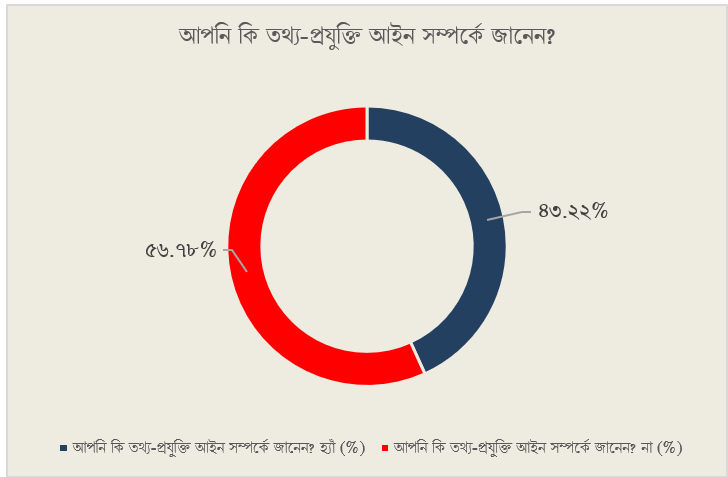 আপনি কি তথ্য-প্রযুক্তি আইন সম্পর্কে জানেন?
৪৩.২২%
৫৬.৭৮%
আপনি কি তথ্য-প্রযুক্তি আইন সম্পর্কে জানেন? হ্যাঁ (%)
আপনি কি তথ্য-প্রযুক্তি আইন সম্পর্কে জানেন? না (%)